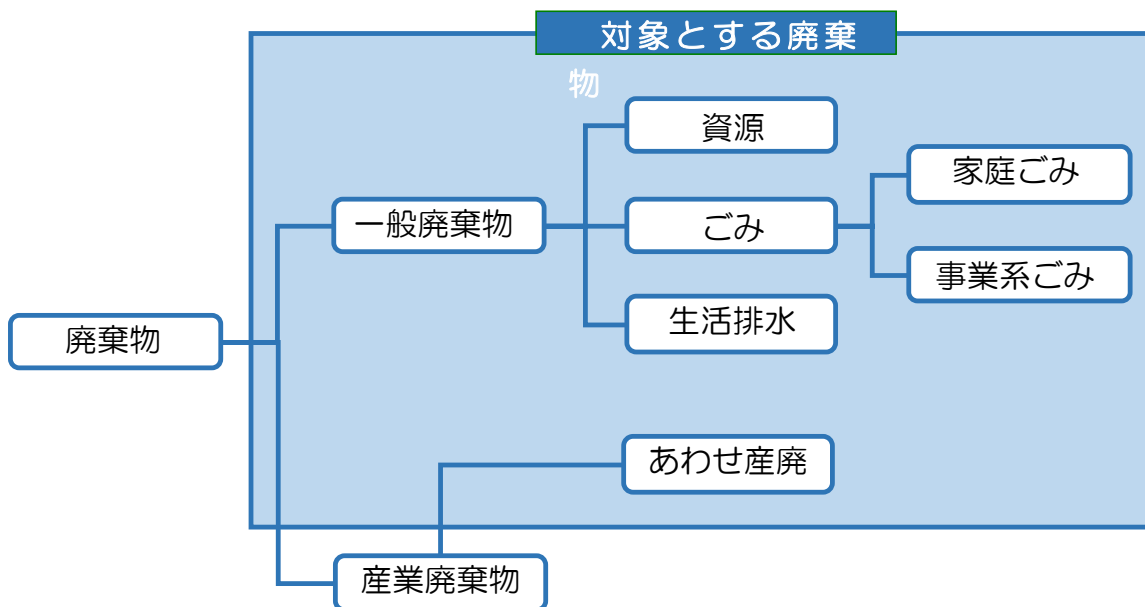 対象とする廃棄
物
資源
家庭ごみ
一般廃棄物
ごみ
事業系ごみ
生活排水
廃棄物
あわせ産廃
産業廃棄物